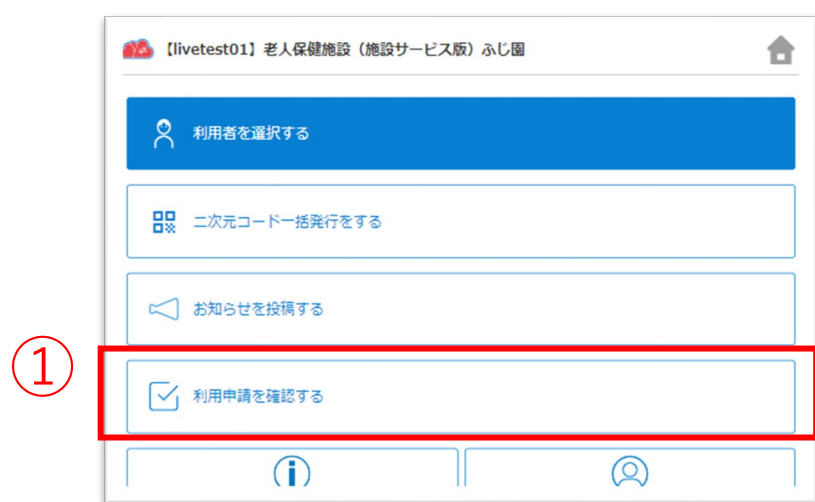 【livetest01】老人保健施設（施設サービス版）ふじ園
利用者を選択する
二次元コード一括発行をする
お知らせを投稿する
①
利用申請を確認する